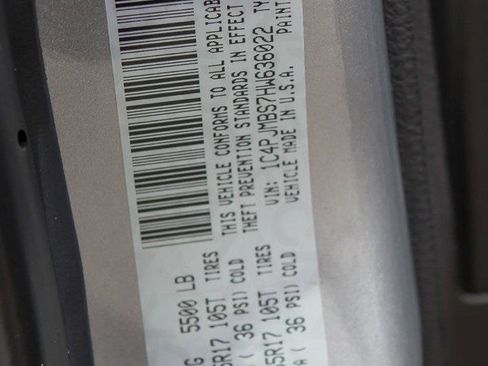 G 5500 LB
5R17 105T TIRES
( 36 PSI) COLD
5R17 105T TIRES
A ( 36 PSI) COLD
THIS VEHICLE CONFORMS TO ALL APPLICAB
THEFT PREVENTION STANDARDS IN EFFECT
VIN: 1C4PJMBS7HW636022 TY
VEHICLE MADE IN U.S.A. PAINT